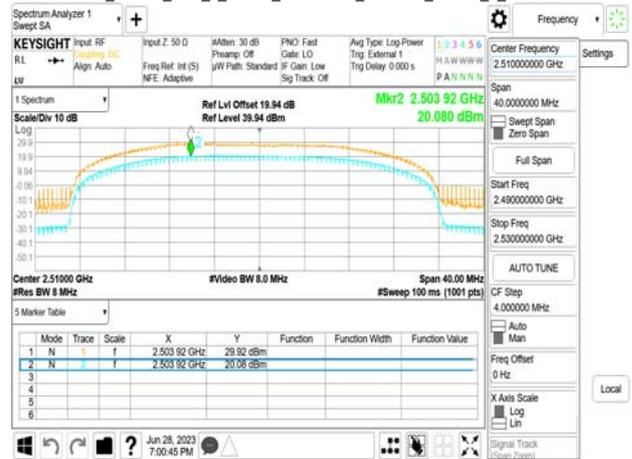 Spectrum Analyzer 1
Swept SA
Frequency
KEYSIGHT
Input: RF
Coupling: DC
Align: Auto
Input Z: 50 Ω
Freq Ref: Int (S)
NFE: Adaptive
#Atten: 30 dB
Preamp: Off
µW Path: Standard
PNO: Fast
Gate: LO
IF Gain: Low
Sig Track: Off
Avg Type: Log-Power
Trig: External 1
Trig Delay: 0.000 s
1 2 3 4 5 6
M A W W W W
P A N N N N
RL
LV
Center Frequency
2.510000000 GHz
Settings
Span
40.0000000 MHz
Swept Span
Zero Span
Full Span
Start Freq
2.490000000 GHz
Stop Freq
2.530000000 GHz
AUTO TUNE
CF Step
4.000000 MHz
Auto
Man
Freq Offset
0 Hz
X Axis Scale
Log
Lin
Signal Track
(Span Zoom)
Local
1 Spectrum
Scale/Div 10 dB
Log
Ref Lvl Offset 19.94 dB
Ref Level 39.94 dBm
Mkr2 2.503 92 GHz
20.080 dBm
29.9
19.9
9.94
-0.06
-10.1
-20.1
-30.1
-40.1
-50.1
2
Center 2.51000 GHz
#Res BW 8 MHz
#Video BW 8.0 MHz
Span 40.00 MHz
#Sweep 100 ms (1001 pts)
5 Marker Table
Mode Trace Scale X Y Function Function Width Function Value
1 N 1 f 2.503 92 GHz 29.92 dBm
2 N 2 f 2.503 92 GHz 20.08 dBm
3
4
5
6
?
Jun 28, 2023
7:00:45 PM